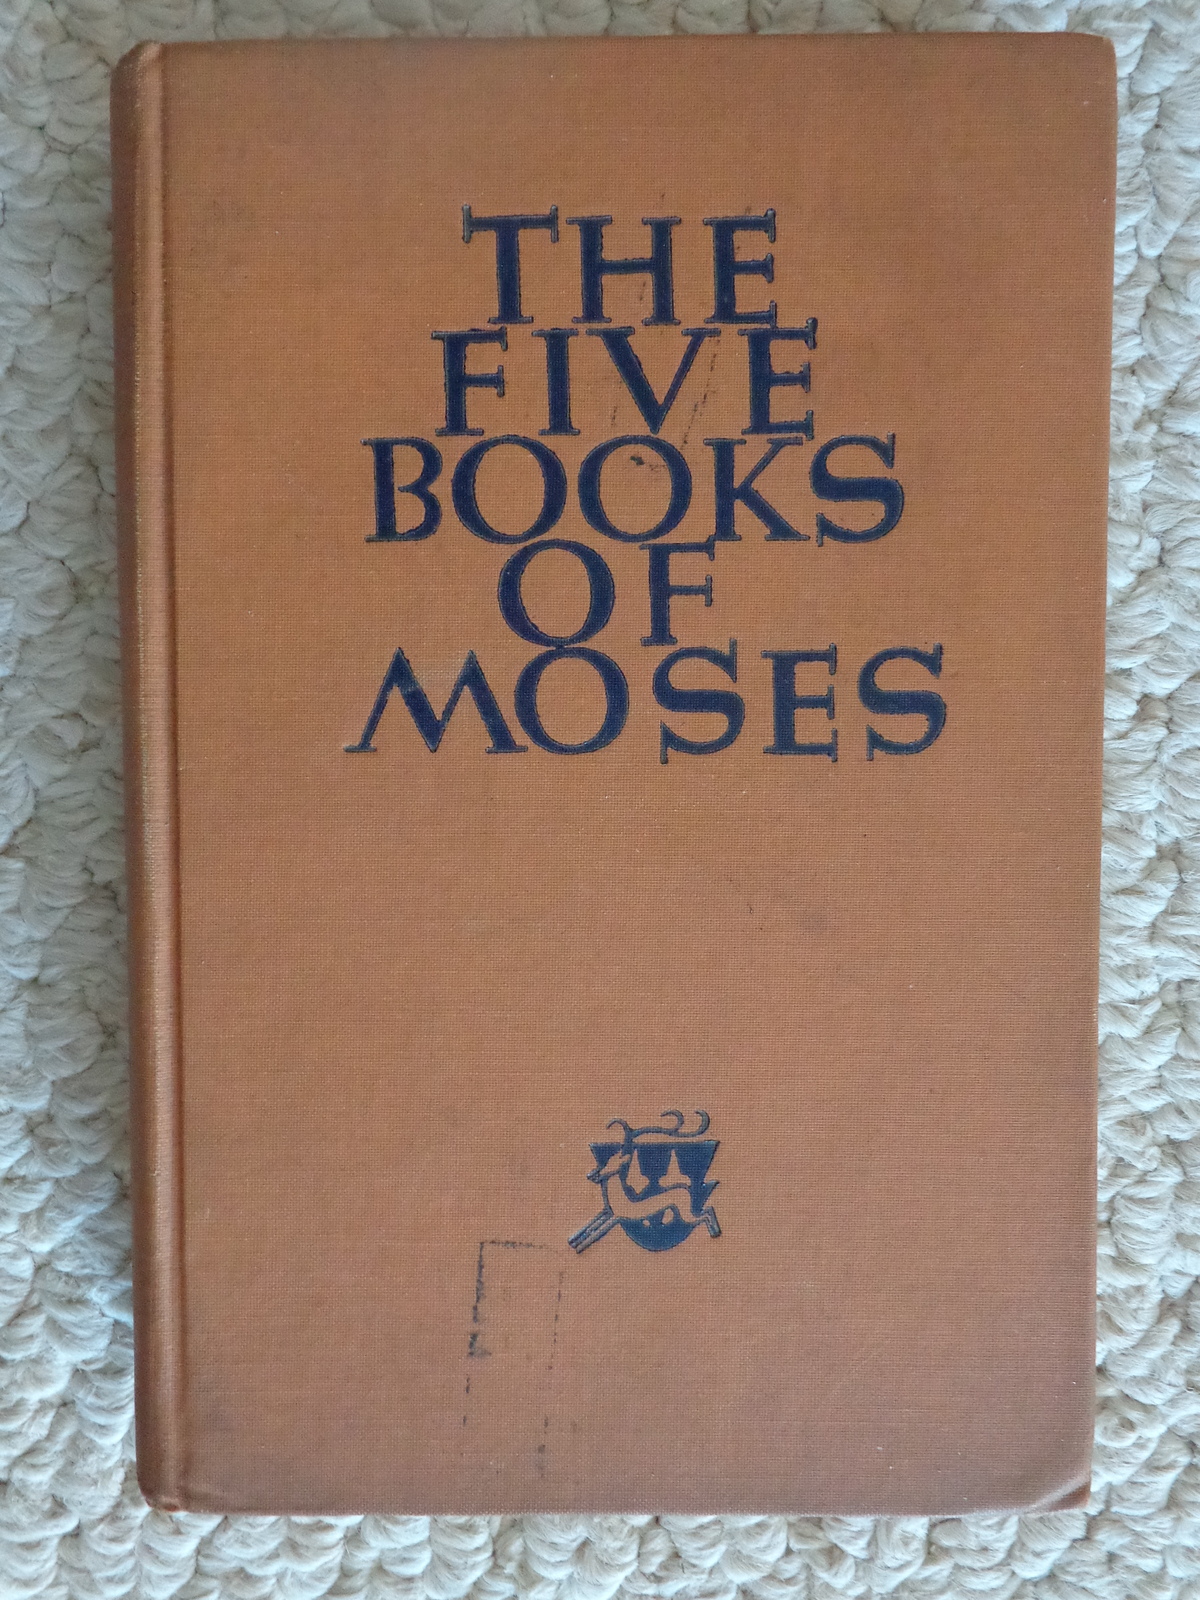 THE
FIVE
BOOKS
OF
MOSES